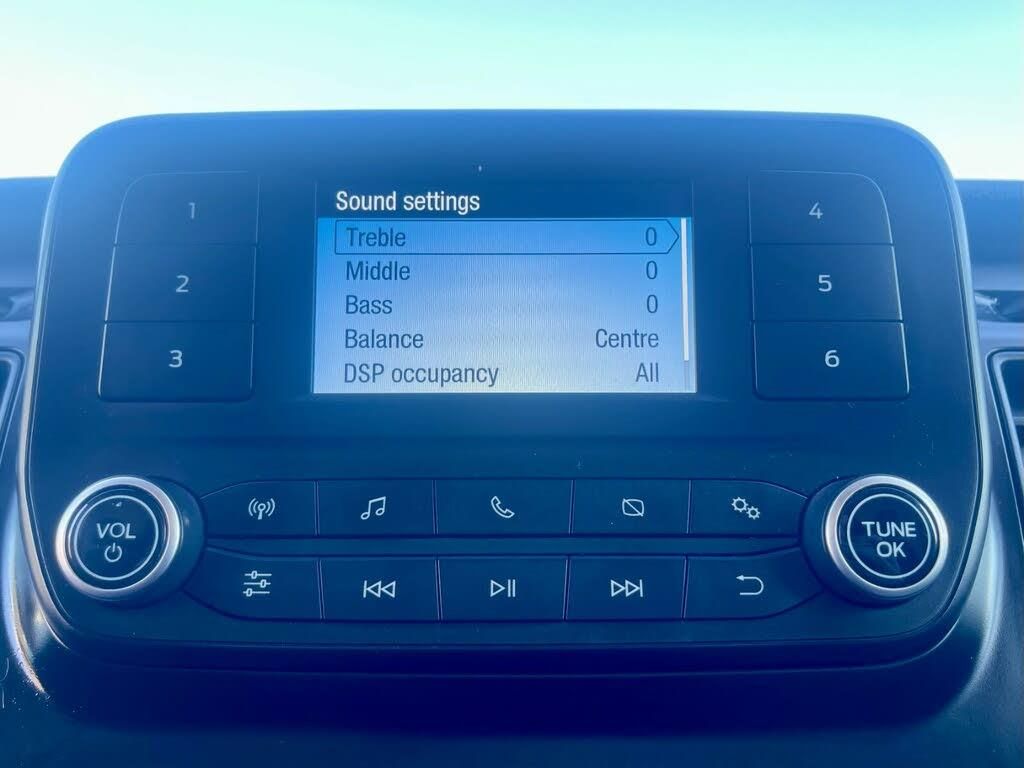 Sound settings
Treble 0
Middle 0
Bass 0
Balance Centre
DSP occupancy All
1
2
3
4
5
6
VOL
TUNE
OK